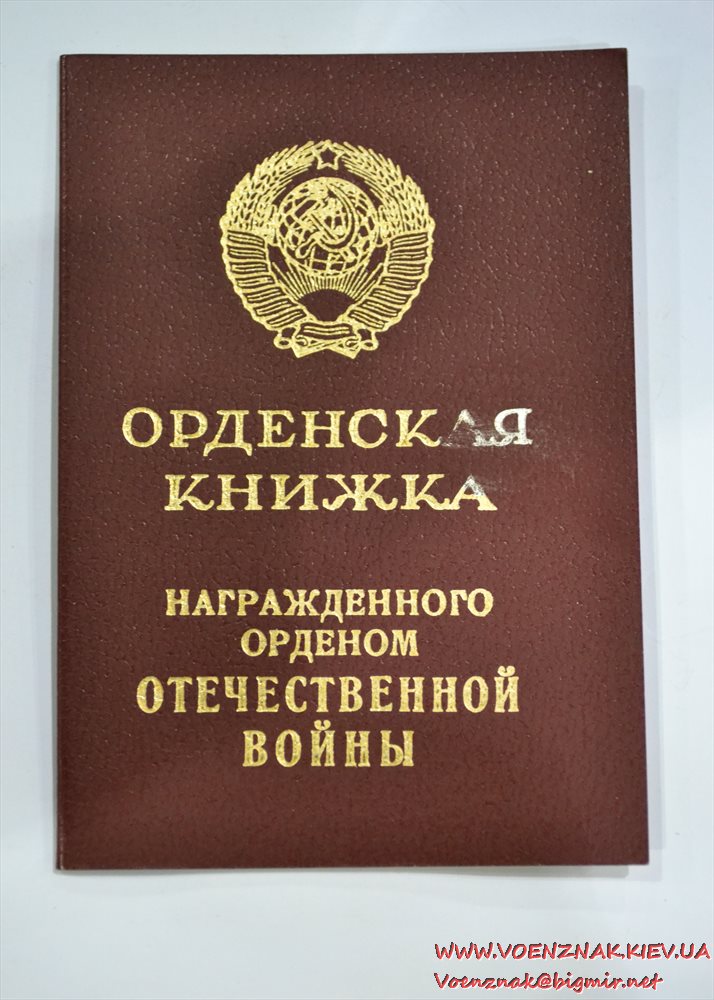 ОРДЕНСКАЯ
КНИЖКА
НАГРАЖДЕННОГО
ОРДЕНОМ
ОТЕЧЕСТВЕННОЙ
ВОЙНЫ
WWW.VOENZNAK.KIEV.UA
Voenznak@bigmir.net